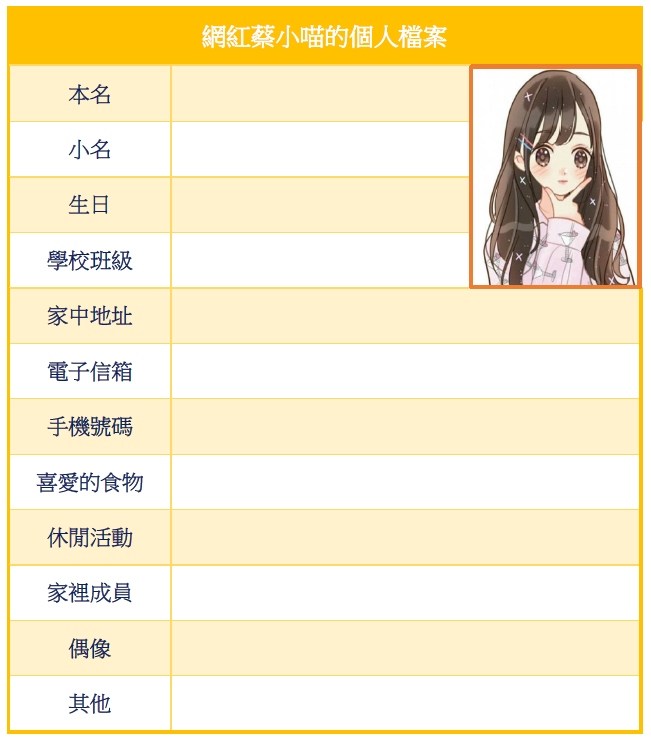 網紅蔡小喵的個人檔案
本名
小名
生日
學校班級
家中地址
電子信箱
手機號碼
喜愛的食物
休閒活動
家裡成員
偶像
其他